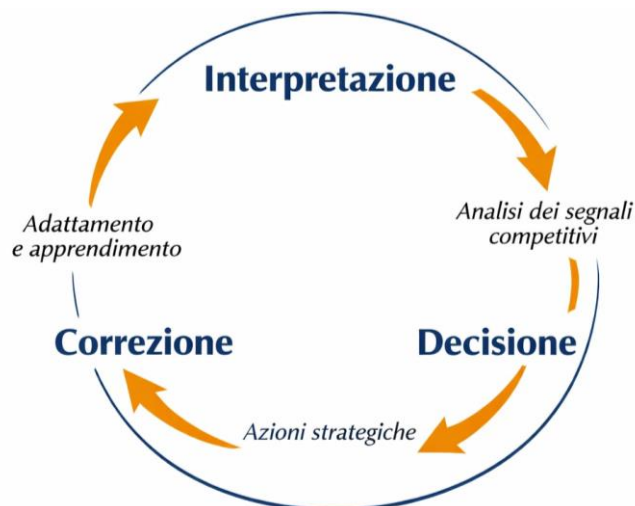 Interpretazione
Analisi dei segnali
competitivi
Decisione
Azioni strategiche
Correzione
Adattamento
e apprendimento